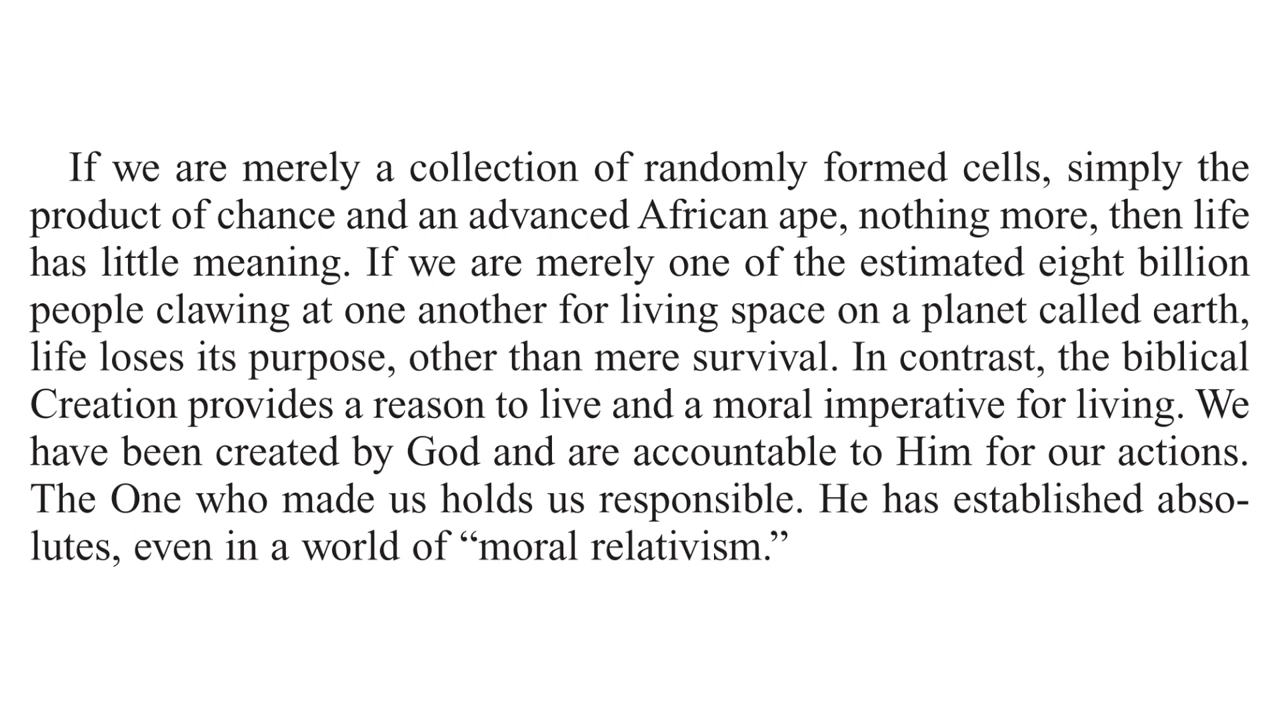 If we are merely a collection of randomly formed cells, simply the
product of chance and an advanced African ape, nothing more, then life
has little meaning. If we are merely one of the estimated eight billion
people clawing at one another for living space on a planet called earth,
life loses its purpose, other than mere survival. In contrast, the biblical
Creation provides a reason to live and a moral imperative for living. We
have been created by God and are accountable to Him for our actions.
The One who made us holds us responsible. He has established abso-
lutes, even in a world of “moral relativism.”